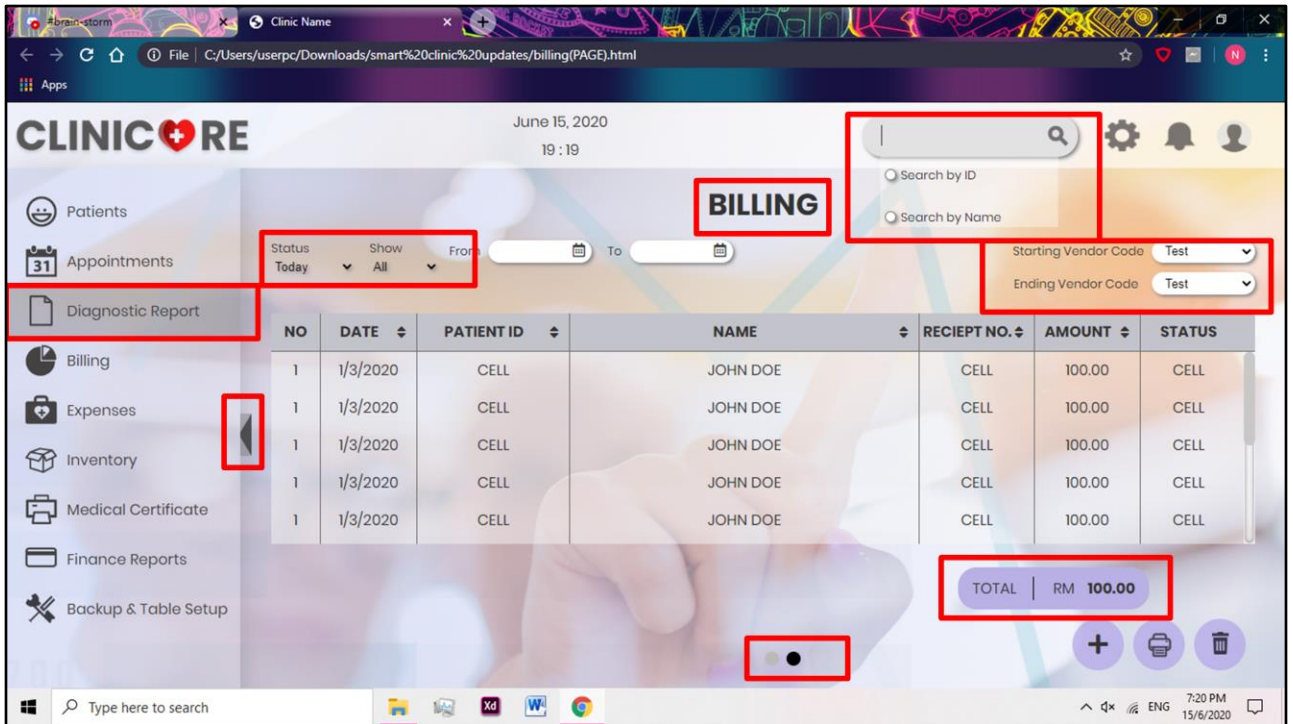 #brain-storm
Clinic Name
File | C:/Users/userpc/Downloads/smart%20clinic%20updates/billing(PAGE).html
N
Apps
CLINIC RE
June 15, 2020
19 : 19
Search by ID
Search by Name
BILLING
Patients
Appointments
31
Diagnostic Report
Billing
Expenses
Inventory
Medical Certificate
Finance Reports
Backup & Table Setup
Status Show From To
Today All
Starting Vendor Code Test
Ending Vendor Code Test
NO DATE PATIENT ID NAME RECIEPT NO. AMOUNT STATUS
1 1/3/2020 CELL JOHN DOE CELL 100.00 CELL
1 1/3/2020 CELL JOHN DOE CELL 100.00 CELL
1 1/3/2020 CELL JOHN DOE CELL 100.00 CELL
1 1/3/2020 CELL JOHN DOE CELL 100.00 CELL
1 1/3/2020 CELL JOHN DOE CELL 100.00 CELL
TOTAL | RM 100.00
Type here to search
Xd
W
ENG
7:20 PM
15/6/2020